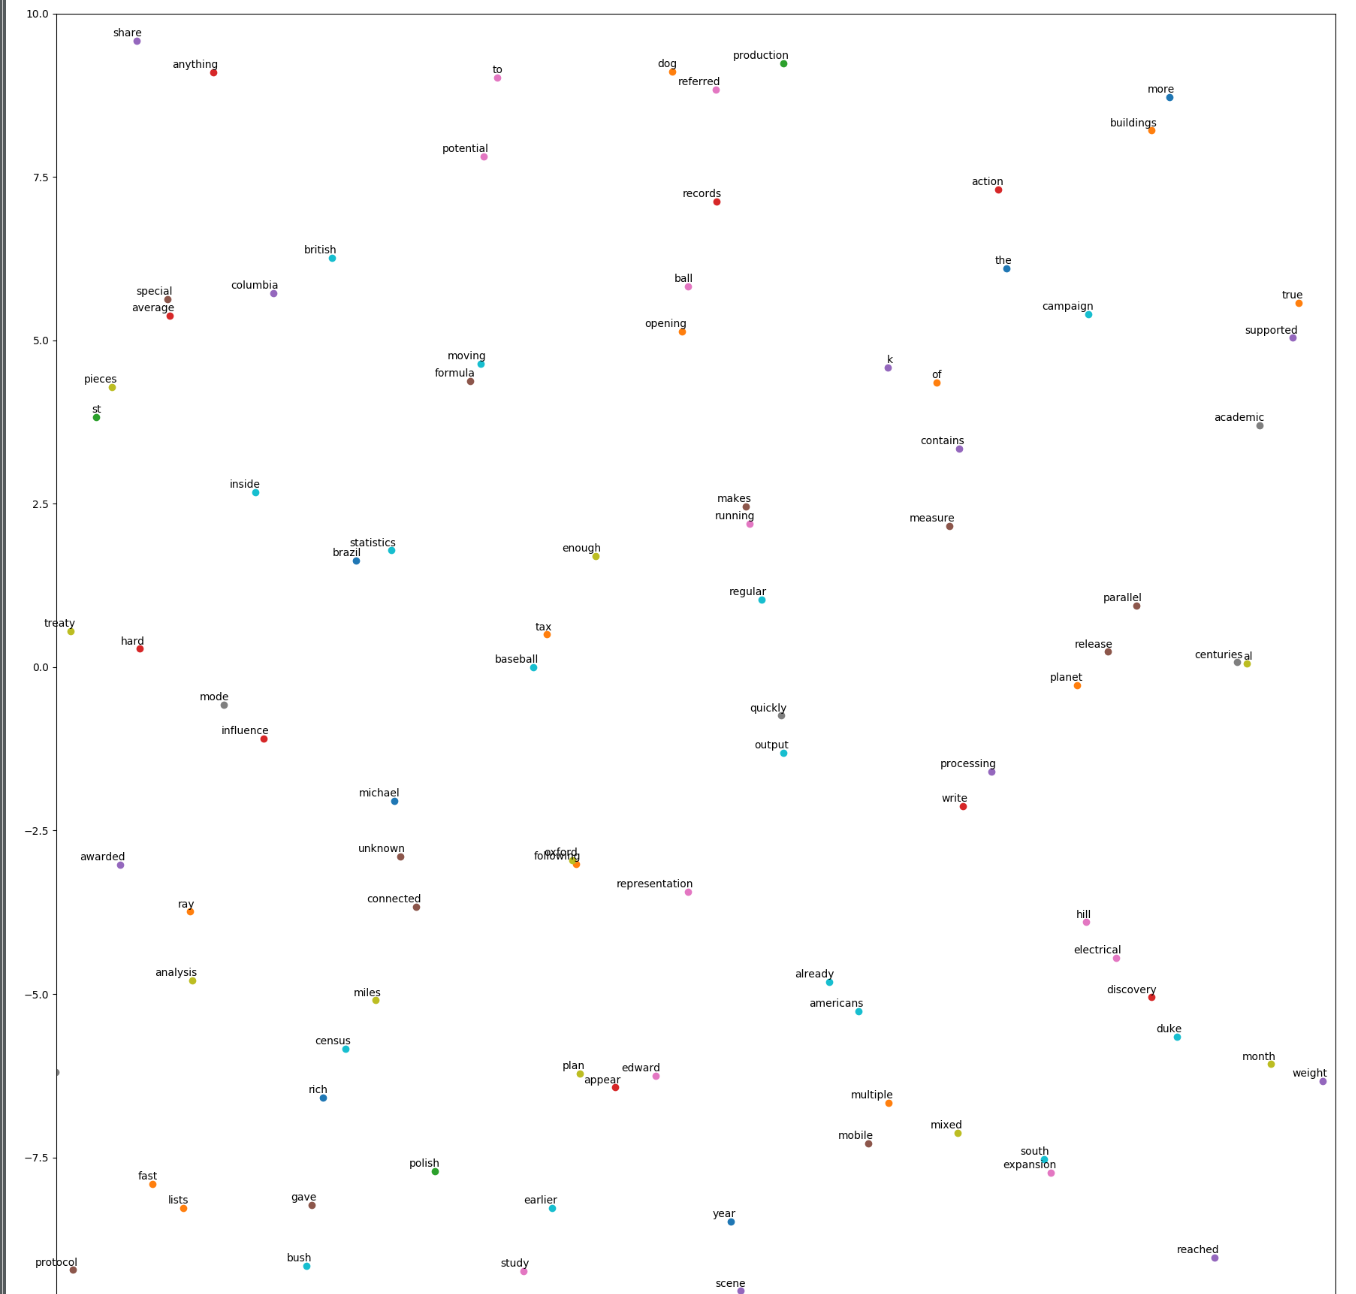 10.0
share
production
dog
anything
to
referred
more
buildings
potential
7.5
action
records
british
the
ball
columbia
special
true
average
campaign
opening
supported
5.0
moving
k
formula
of
pieces
st
academic
contains
inside
makes
2.5
running
measure
statistics
enough
brazil
regular
parallel
treaty
tax
hard
release
centuries
al
baseball
0.0
planet
mode
quickly
influence
output
processing
michael
write
−2.5
unknown
oxford
following
awarded
representation
connected
ray
hill
electrical
analysis
already
discovery
miles
−5.0
americans
duke
census
month
plan
edward
weight
appear
rich
multiple
mixed
mobile
south
−7.5
polish
expansion
fast
gave
lists
earlier
year
reached
bush
protocol
study
scene